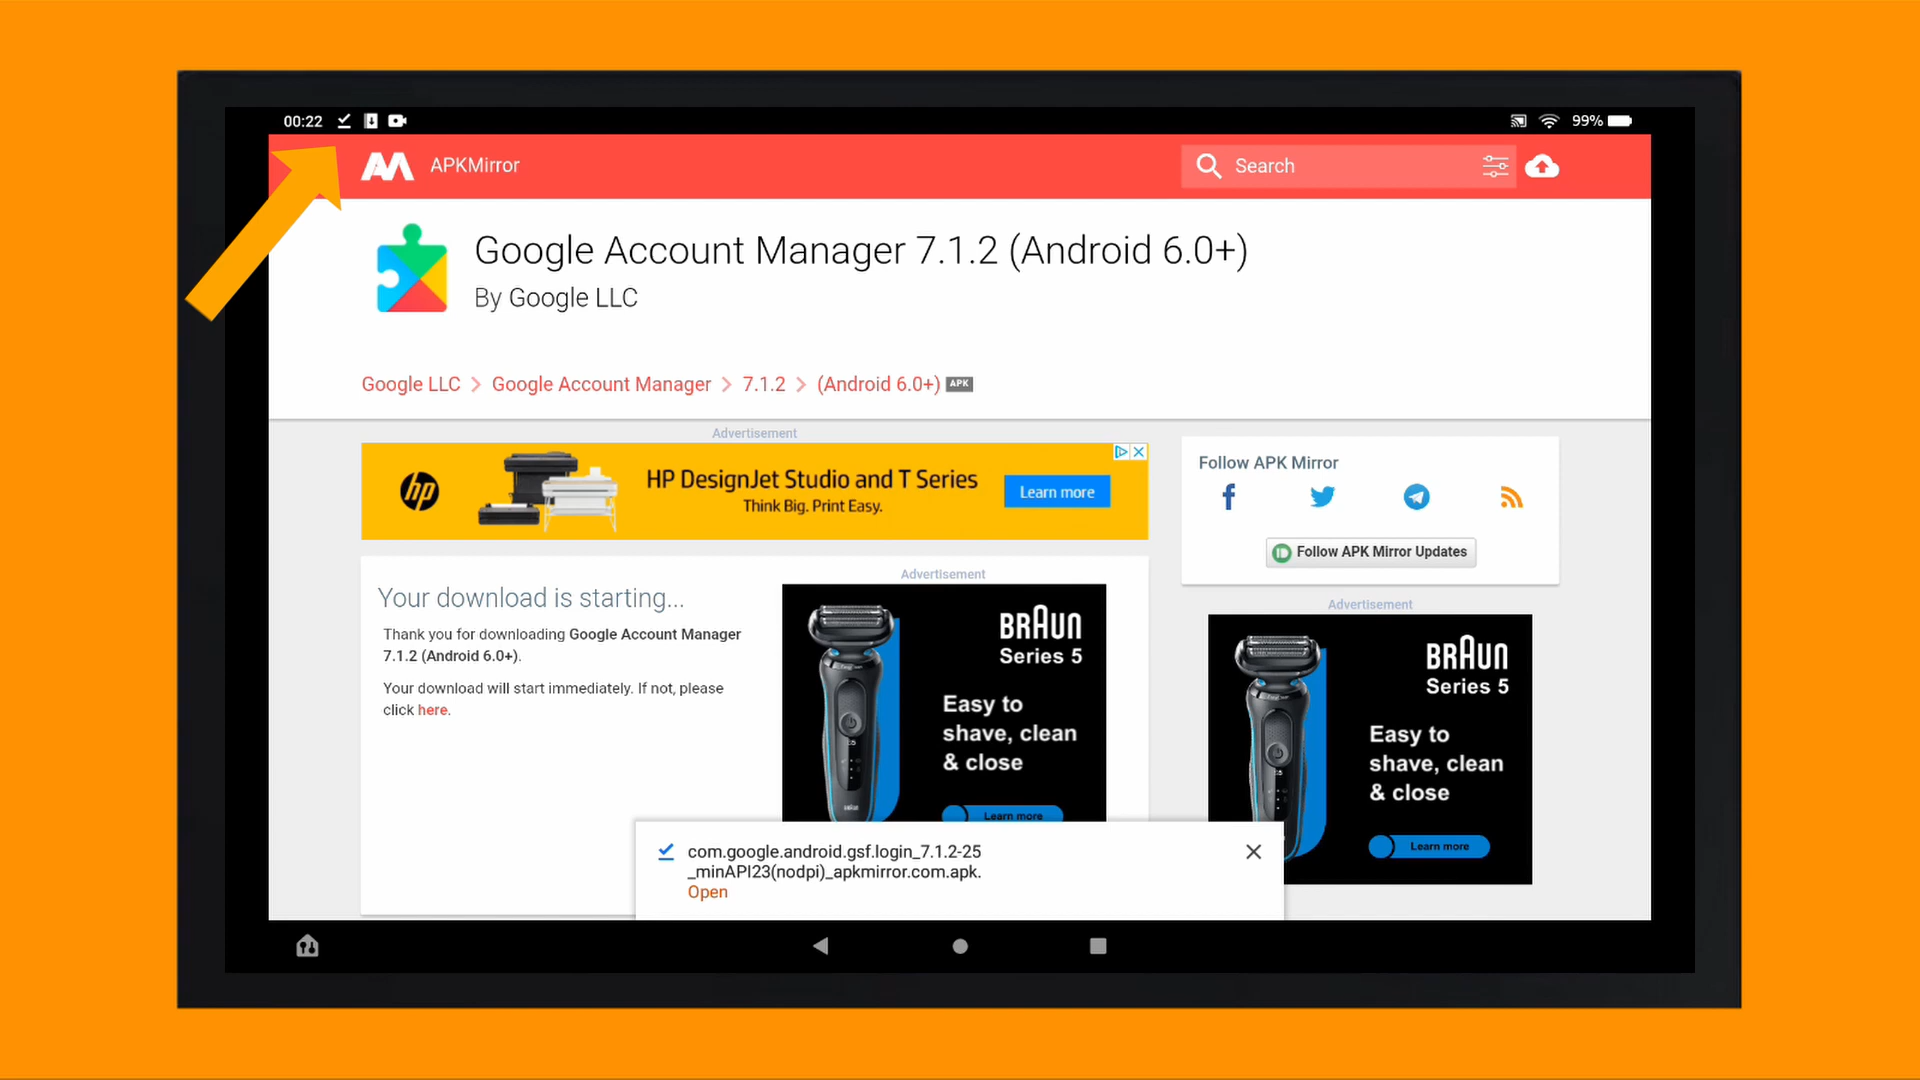 00:22
99%
APKMirror
Search
Google Account Manager 7.1.2 (Android 6.0+)
By Google LLC
Google LLC > Google Account Manager > 7.1.2 > (Android 6.0+) APK
Advertisement
hp
HP DesignJet Studio and T Series
Think Big. Print Easy.
Learn more
Follow APK Mirror
Follow APK Mirror Updates
Your download is starting...
Thank you for downloading Google Account Manager
7.1.2 (Android 6.0+).
Your download will start immediately. If not, please
click here.
Advertisement
BRAUN
Series 5
Easy to
shave, clean
& close
Learn more
BRAUN
Advertisement
BRAUN
Series 5
Easy to
shave, clean
& close
Learn more
com.google.android.gsf.login_7.1.2-25
_minAPI23(nodpi)_apkmirror.com.apk.
Open